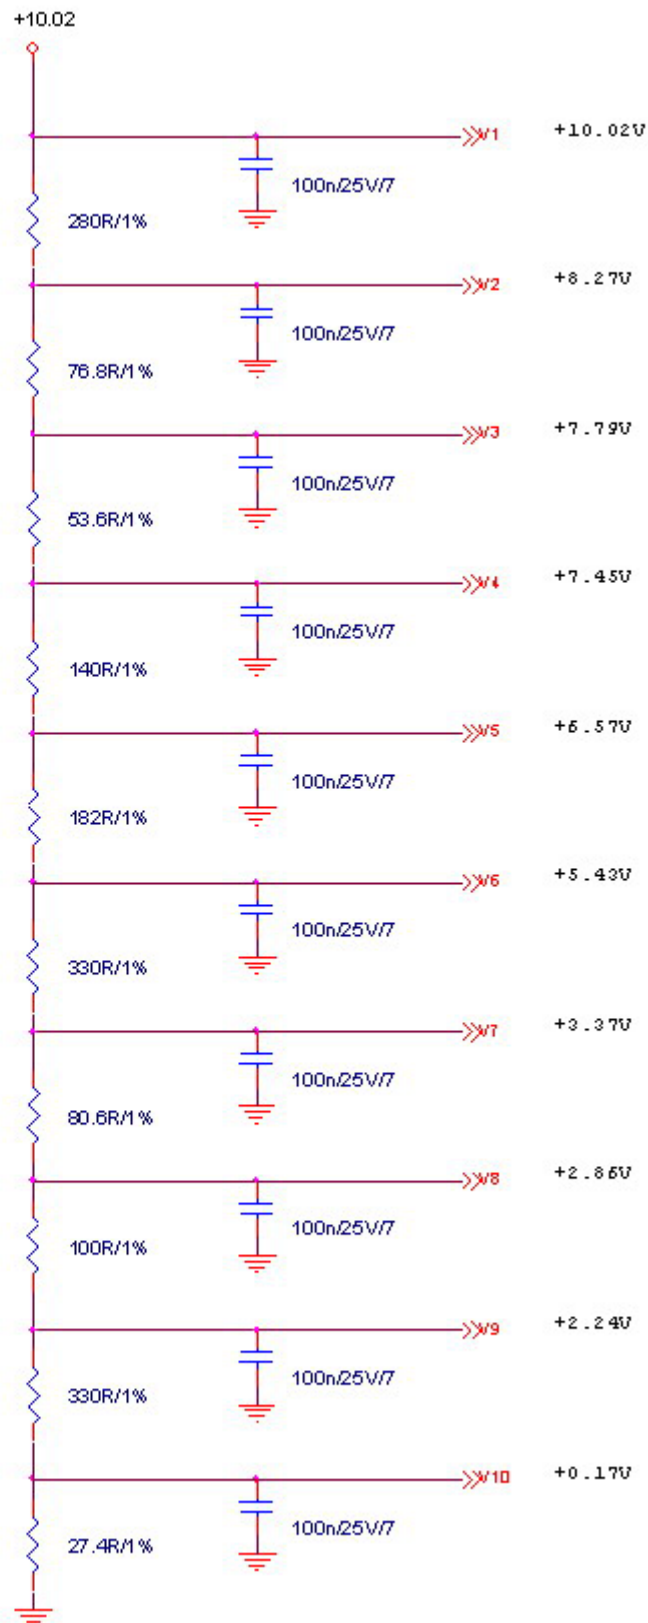 +10.02
V1 +10.02V
100n/25V/7
280R/1%
V2 +8.27V
100n/25V/7
76.8R/1%
V3 +7.79V
100n/25V/7
53.6R/1%
V4 +7.45V
100n/25V/7
140R/1%
V5 +6.57V
100n/25V/7
182R/1%
V6 +5.43V
100n/25V/7
330R/1%
V7 +3.37V
100n/25V/7
80.6R/1%
V8 +2.86V
100n/25V/7
100R/1%
V9 +2.24V
100n/25V/7
330R/1%
V10 +0.17V
100n/25V/7
27.4R/1%